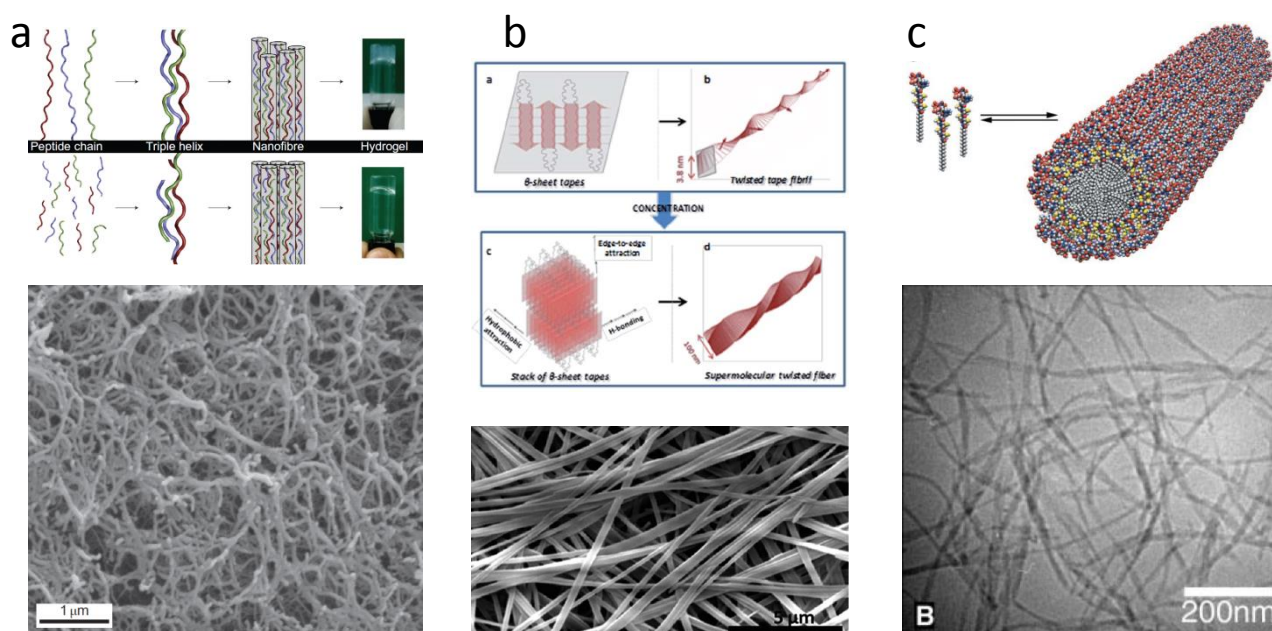 a
Peptide chain Triple helix Nanofibre Hydrogel
1 μm
b
a
b
3.8 nm
β-sheet tapes
Twisted tape fibril
CONCENTRATION
c
Edge-to-edge
attraction
d
Hydrophobic
attraction
H-bonding
100 nm
Stack of β-sheet tapes
Supermolecular twisted fiber
5 μm
c
B
200nm